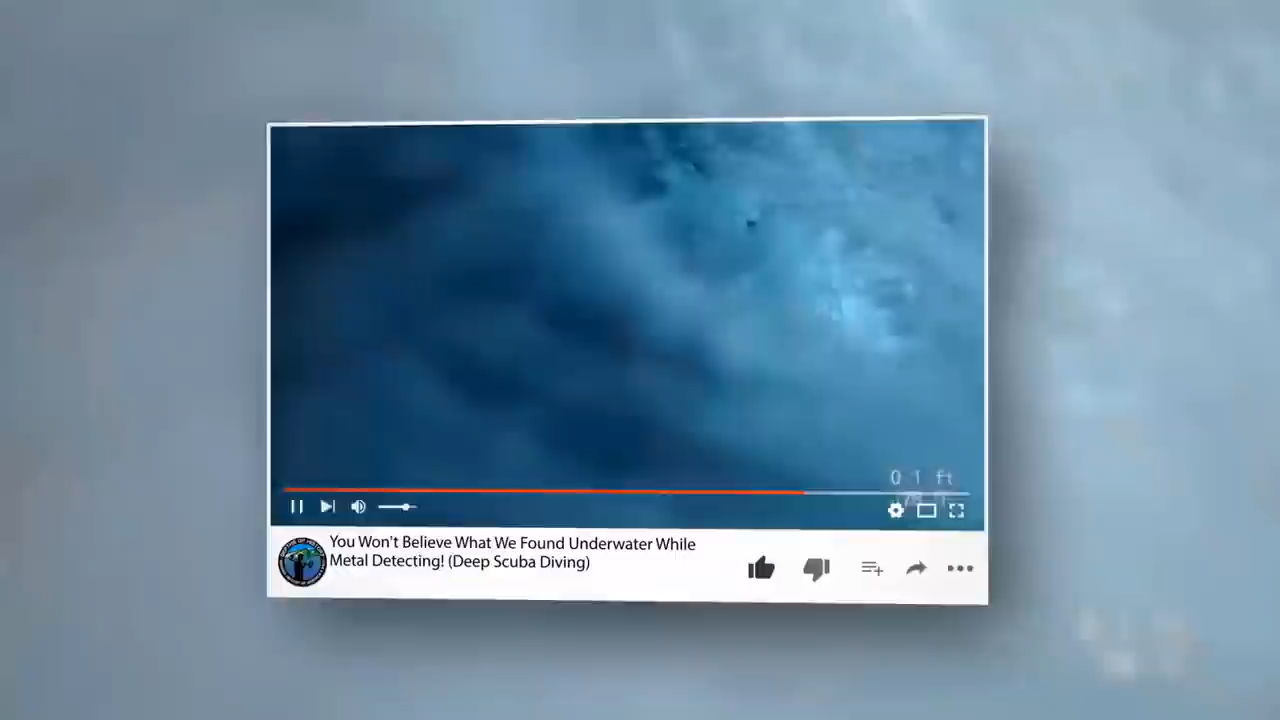 0 1 ft
You Won't Believe What We Found Underwater While
Metal Detecting! (Deep Scuba Diving)